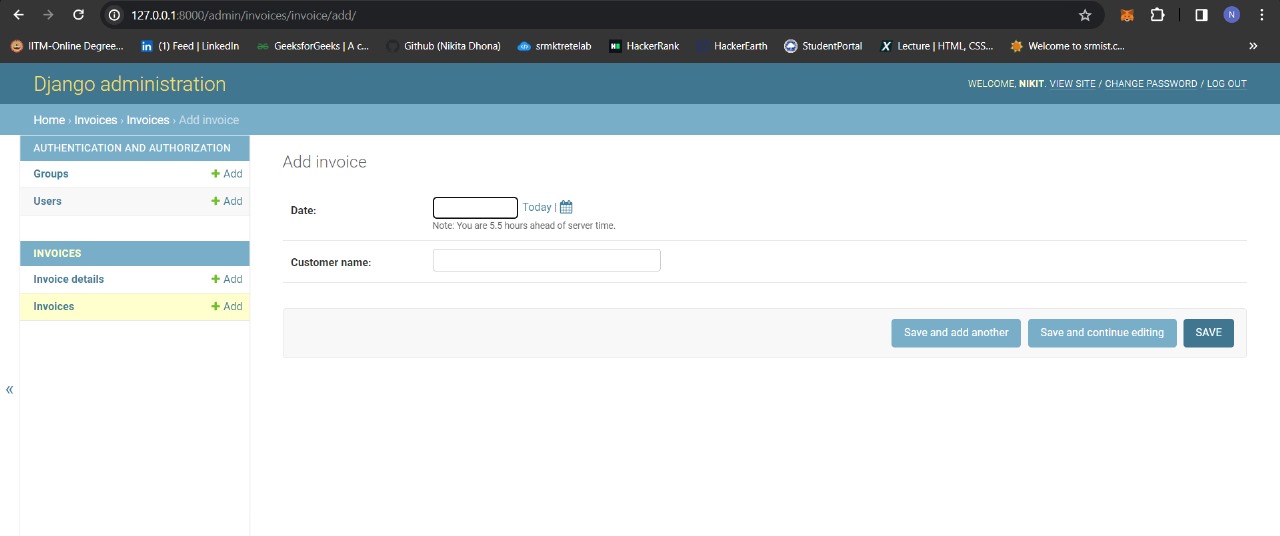 127.0.0.1:8000/admin/invoices/invoice/add/ N
IITM-Online Degree... in (1) Feed | LinkedIn GeeksforGeeks | A c... Github (Nikita Dhona) srmktretelab HackerRank HackerEarth StudentPortal X Lecture | HTML, CSS... Welcome to srmist.c... »
Django administration WELCOME, NIKIT. VIEW SITE / CHANGE PASSWORD / LOG OUT
Home › Invoices › Invoices › Add invoice
AUTHENTICATION AND AUTHORIZATION
Groups + Add
Users + Add
INVOICES
Invoice details + Add
Invoices + Add
«
Add invoice
Date: Today |
Note: You are 5.5 hours ahead of server time.
Customer name:
Save and add another Save and continue editing SAVE